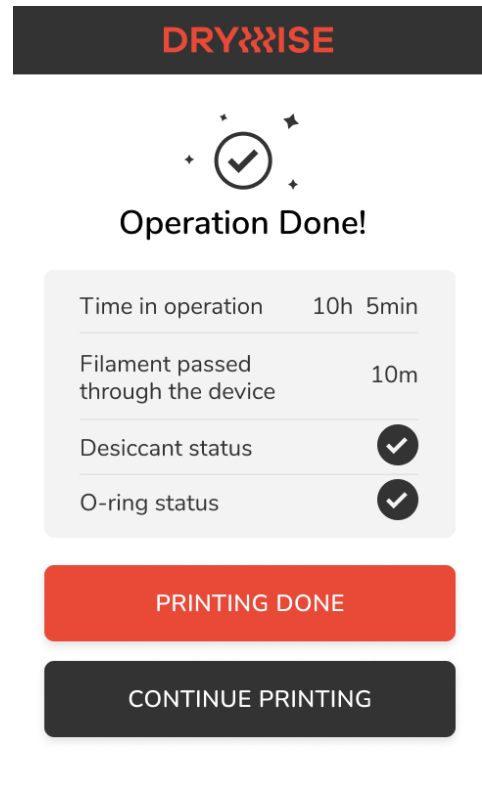 DRYWISE
Operation Done!
Time in operation 10h 5min
Filament passed
through the device 10m
Desiccant status
O-ring status
PRINTING DONE
CONTINUE PRINTING